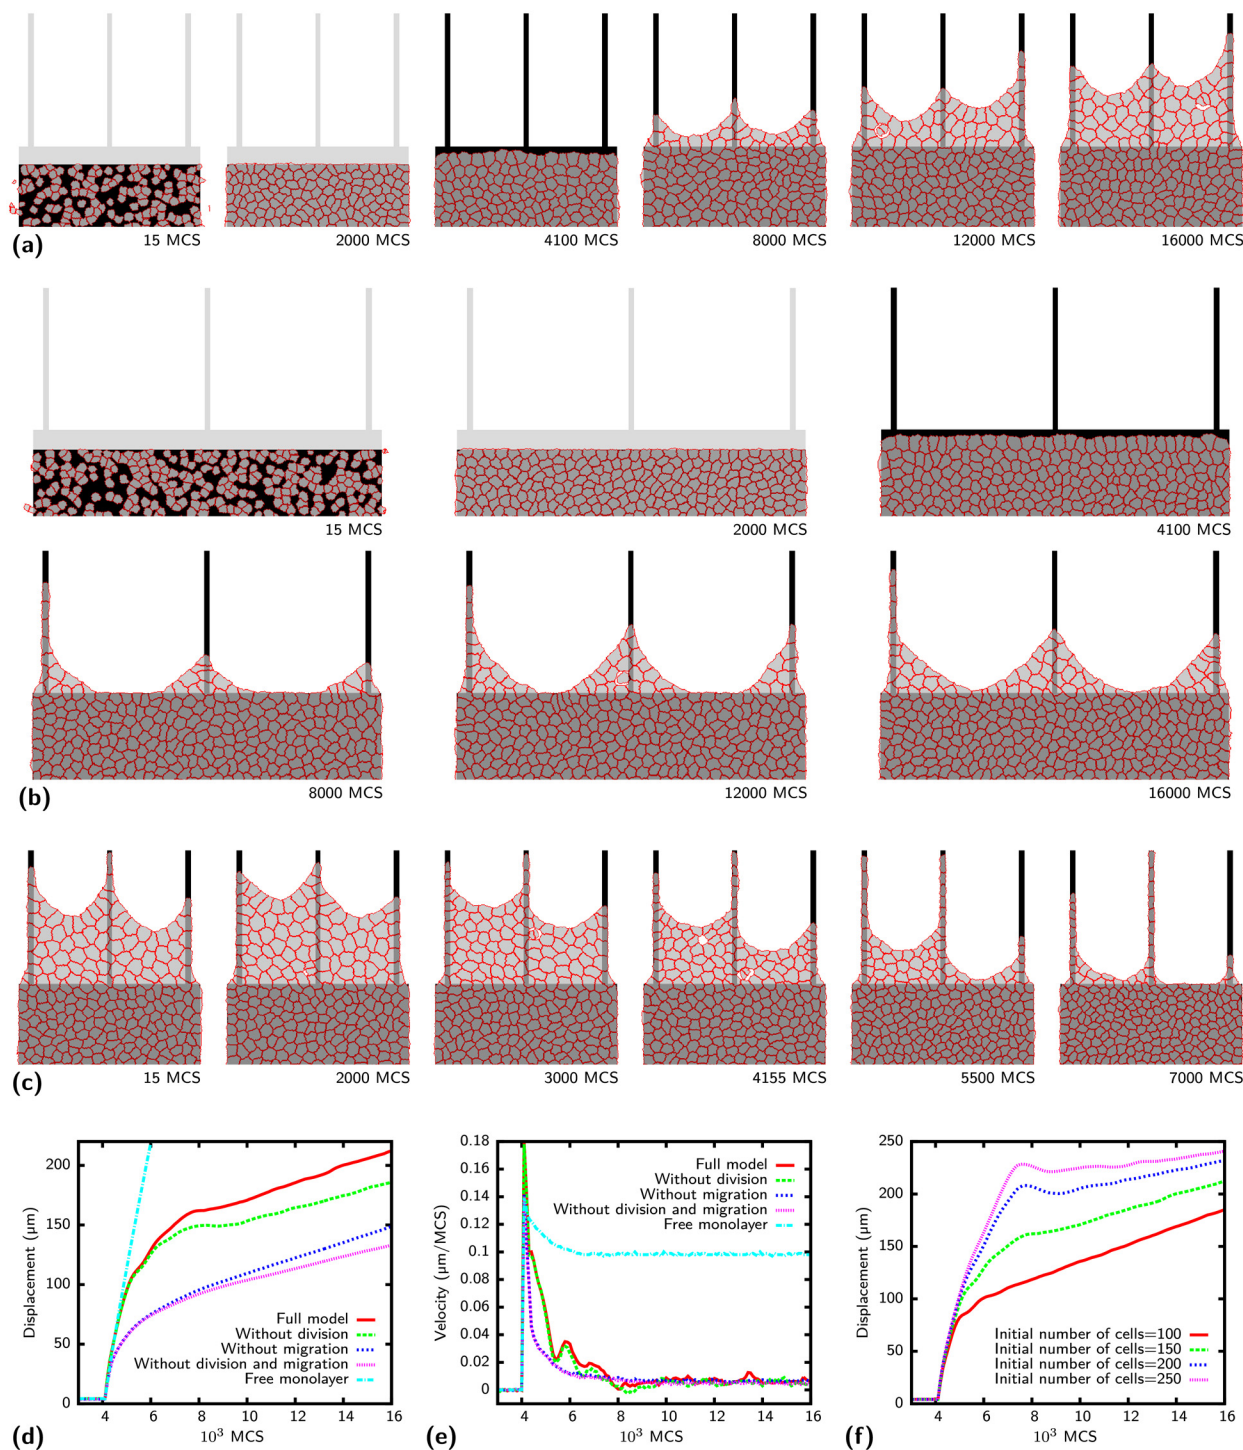 (a)
15 MCS
2000 MCS
4100 MCS
8000 MCS
12000 MCS
16000 MCS
15 MCS
2000 MCS
4100 MCS
(b)
8000 MCS
12000 MCS
16000 MCS
(c)
15 MCS
2000 MCS
3000 MCS
4155 MCS
5500 MCS
7000 MCS
Displacement (μm)
200
150
100
50
0
Full model
Without division
Without migration
Without division and migration
Free monolayer
4 6 8 10 12 14 16
10³ MCS
(d)
Velocity (μm/MCS)
0.18
0.16
0.14
0.12
0.1
0.08
0.06
0.04
0.02
0
Full model
Without division
Without migration
Without division and migration
Free monolayer
4 6 8 10 12 14 16
10³ MCS
(e)
Displacement (μm)
250
200
150
100
50
0
Initial number of cells=100
Initial number of cells=150
Initial number of cells=200
Initial number of cells=250
4 6 8 10 12 14 16
10³ MCS
(f)